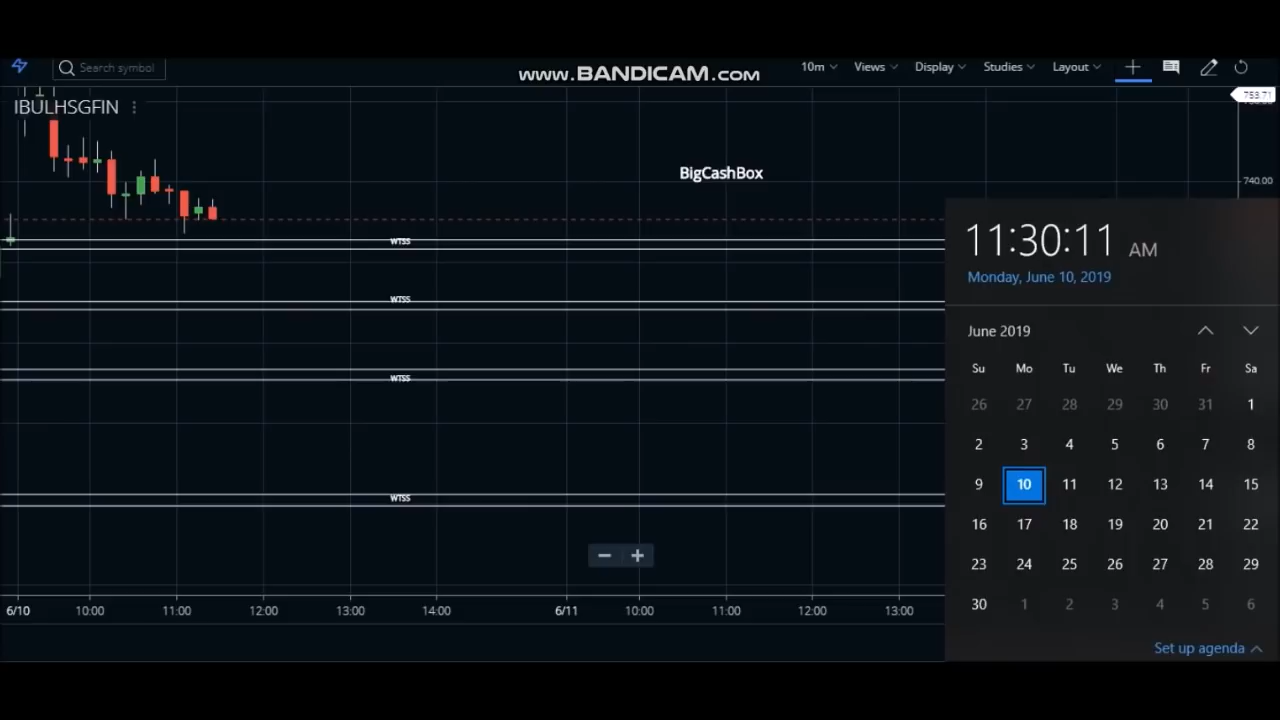 Search symbol
www.BANDICAM.com
10m
Views
Display
Studies
Layout
IBULHSGFIN
753.71
BigCashBox
740.00
WTSS
WTSS
WTSS
WTSS
11:30:11 AM
Monday, June 10, 2019
June 2019
Su Mo Tu We Th Fr Sa
26 27 28 29 30 31 1
2 3 4 5 6 7 8
9 10 11 12 13 14 15
16 17 18 19 20 21 22
23 24 25 26 27 28 29
30 1 2 3 4 5 6
Set up agenda
6/10 10:00 11:00 12:00 13:00 14:00 6/11 10:00 11:00 12:00 13:00